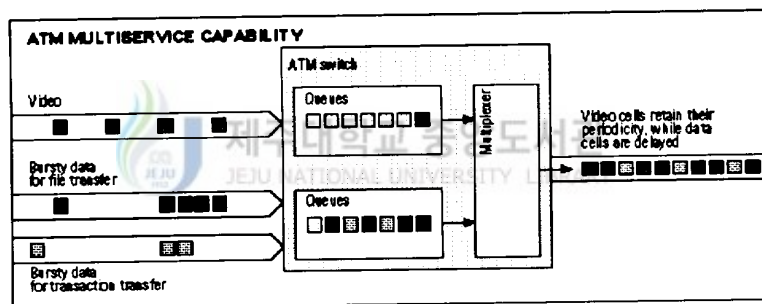 ATM MULTISERVICE CAPABILITY
ATM switch
Video
Queues
Multiplexer
Video cells retain their
periodicity, while data
cells are delayed
Bursty data
for file transfer
Queues
Bursty data
for transaction transfer
제주대학교 중앙도서관
JEJU NATIONAL UNIVERSITY LIBRARY
JEJU
1952